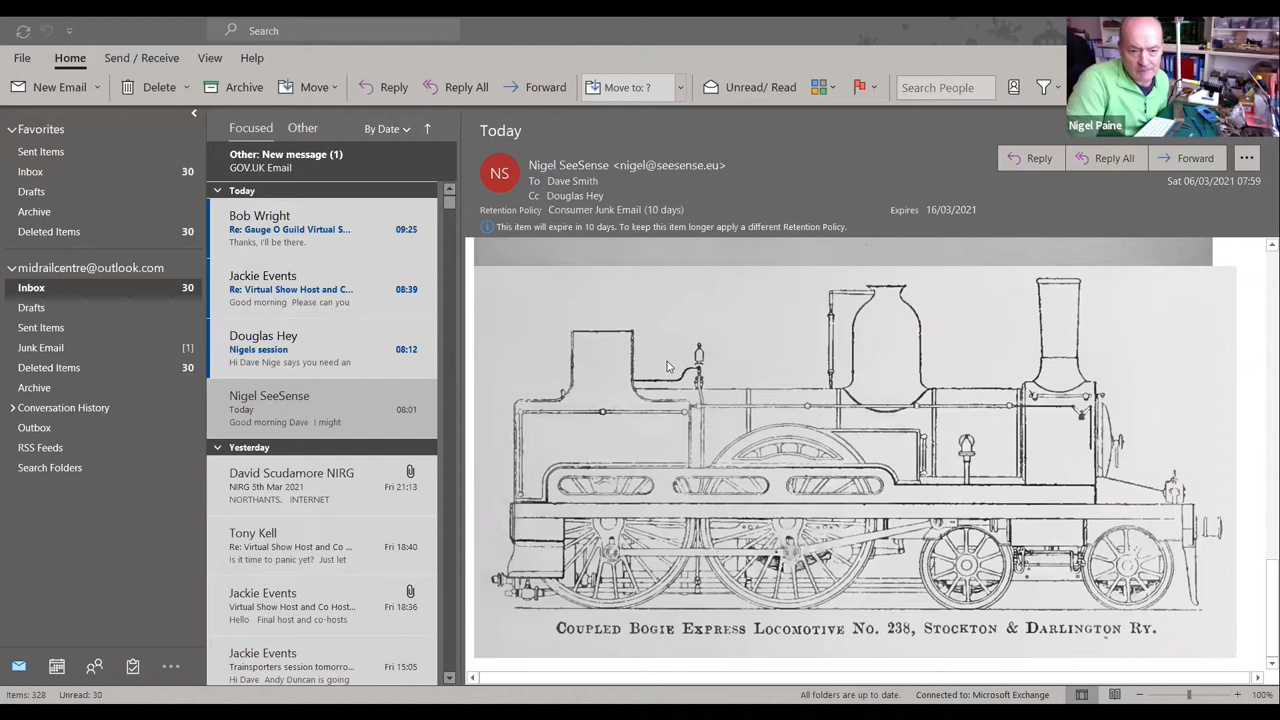 Search
File Home Send / Receive View Help
New Email Delete Archive Move Reply Reply All Forward Move to: ? Unread/ Read Search People
Nigel Paine
Favorites
Sent Items
Inbox 30
Drafts
Archive
Deleted Items 30
midrailcentre@outlook.com
Inbox 30
Drafts
Sent Items
Junk Email [1]
Deleted Items 30
Archive
Conversation History
Outbox
RSS Feeds
Search Folders
Focused Other By Date
Other: New message (1)
GOV.UK Email
Today
Bob Wright
Re: Gauge O Guild Virtual S... 09:25
Thanks, I'll be there.
Jackie Events
Re: Virtual Show Host and C... 08:39
Good morning Please can you
Douglas Hey
Nigels session 08:12
Hi Dave Nige says you need an
Nigel SeeSense
Today 08:01
Good morning Dave I might
Yesterday
David Scudamore NIRG
NIRG 5th Mar 2021 Fri 21:13
NORTHANTS. INTERNET
Tony Kell
Re: Virtual Show Host and Co ... Fri 18:40
Is it time to panic yet? Just let
Jackie Events
Virtual Show Host and Co Host... Fri 18:36
Hello Final host and co-hosts
Jackie Events
Trainsporters session tomorro... Fri 15:05
Hi Dave Andy Duncan is going
Today
NS
Nigel SeeSense <nigel@seesense.eu>
To Dave Smith
Cc Douglas Hey
Retention Policy Consumer Junk Email (10 days) Expires 16/03/2021
This item will expire in 10 days. To keep this item longer apply a different Retention Policy.
Reply Reply All Forward
Sat 06/03/2021 07:59
COUPLED BOGIE EXPRESS LOCOMOTIVE No. 238, STOCKTON & DARLINGTON RY.
Items: 328 Unread: 30 All folders are up to date. Connected to: Microsoft Exchange 100%